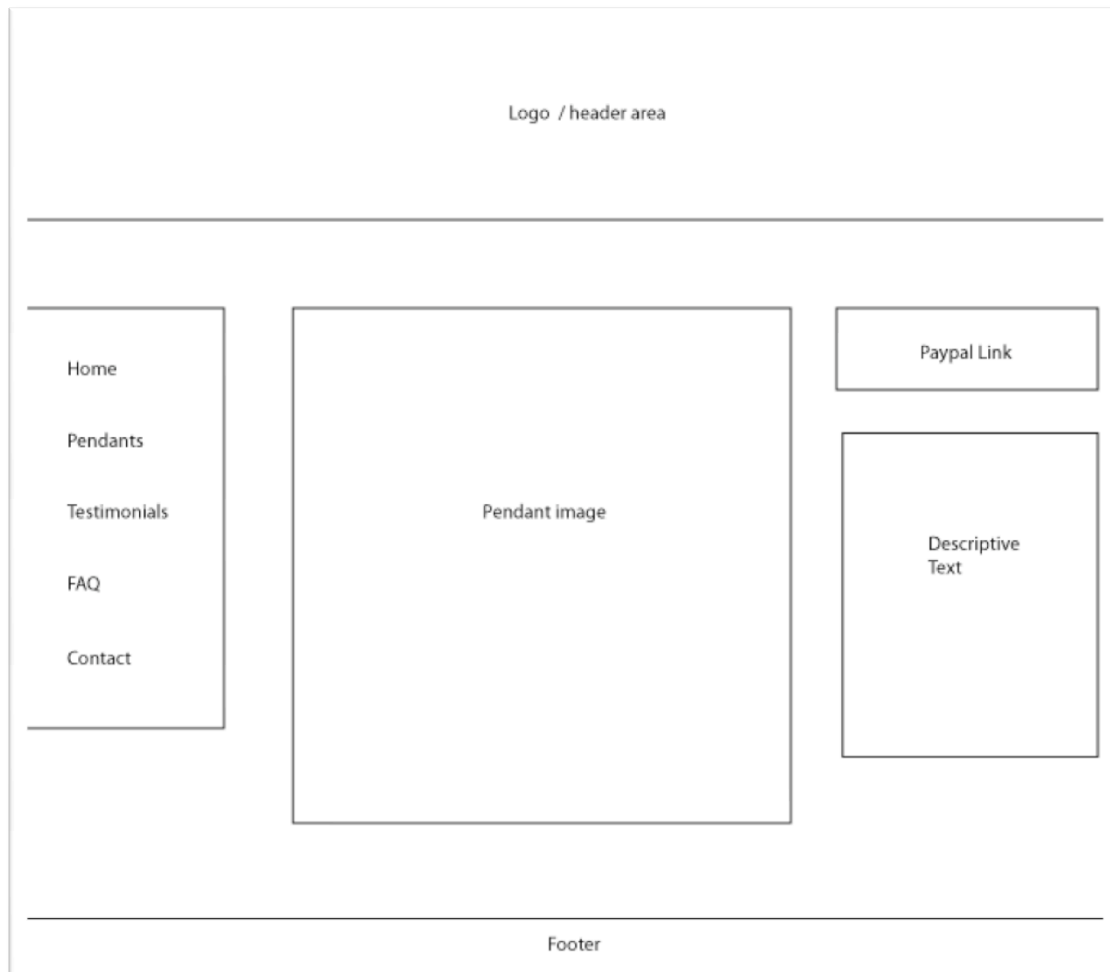 Logo / header area
Home
Pendants
Testimonials
FAQ
Contact
Pendant image
Paypal Link
Descriptive
Text
Footer